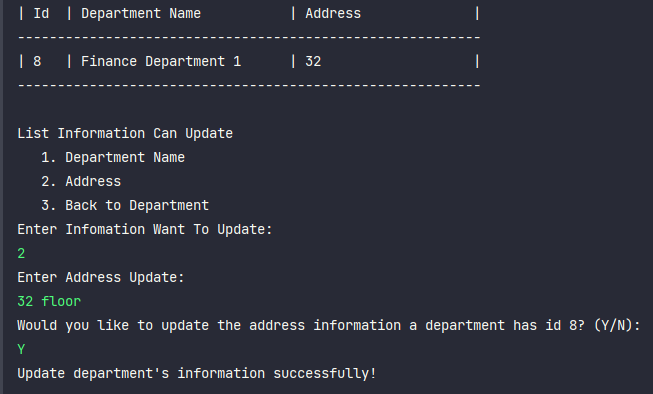 | Id  | Department Name           | Address              |
----------------------------------------------------------
| 8   | Finance Department 1      | 32                   |
----------------------------------------------------------
List Information Can Update
   1. Department Name
   2. Address
   3. Back to Department
Enter Infomation Want To Update:
2
Enter Address Update:
32 floor
Would you like to update the address information a department has id 8? (Y/N):
Y
Update department's information successfully!